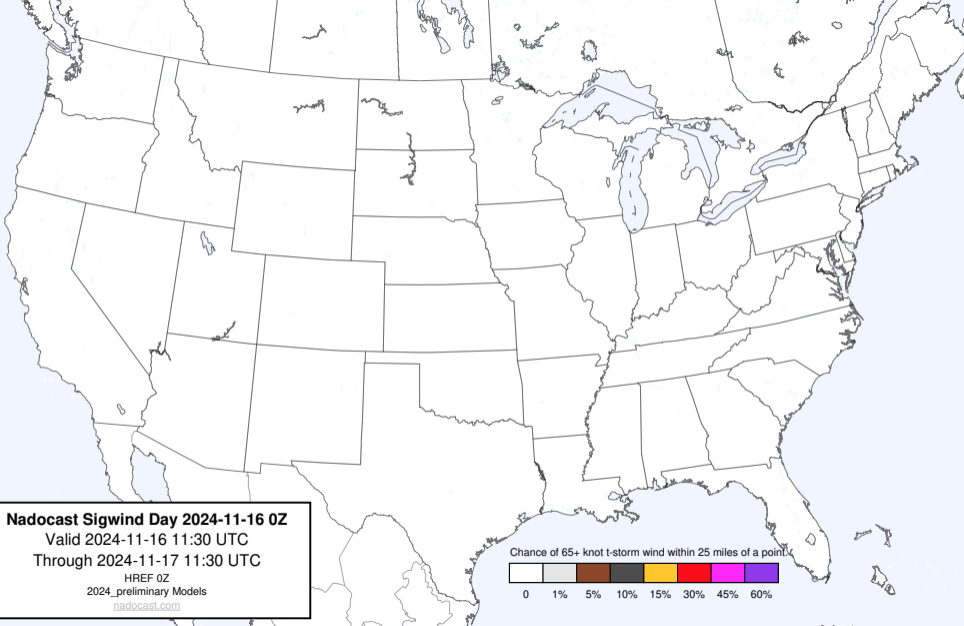 Nadocast Sigwind Day 2024-11-16 0Z
Valid 2024-11-16 11:30 UTC
Through 2024-11-17 11:30 UTC
HREF 0Z
2024_preliminary Models
nadocast.com
Chance of 65+ knot t-storm wind within 25 miles of a point.
0 1% 5% 10% 15% 30% 45% 60%